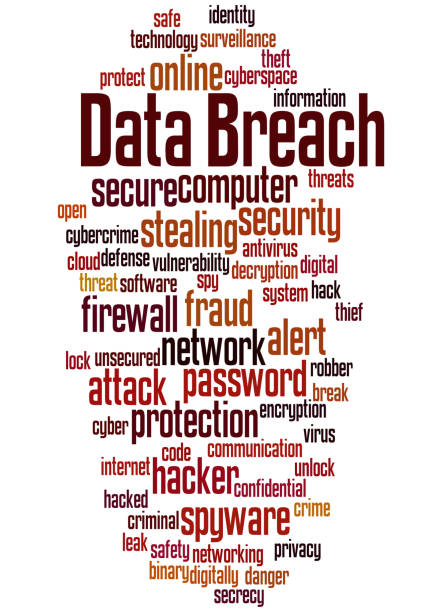 safe identity
technology surveillance
theft
protect online cyberspace
information
Data Breach
secure computer threats
open stealing security
cybercrime
antivirus
cloud defense vulnerability decryption digital
threat software spy system hack
firewall fraud thief
network alert
lock unsecured robber
attack password break
cyber protection encryption
virus
code communication
internet hacker unlock
confidential
hacked crime
criminal spyware
leak safety networking privacy
binary digitally danger
secrecy